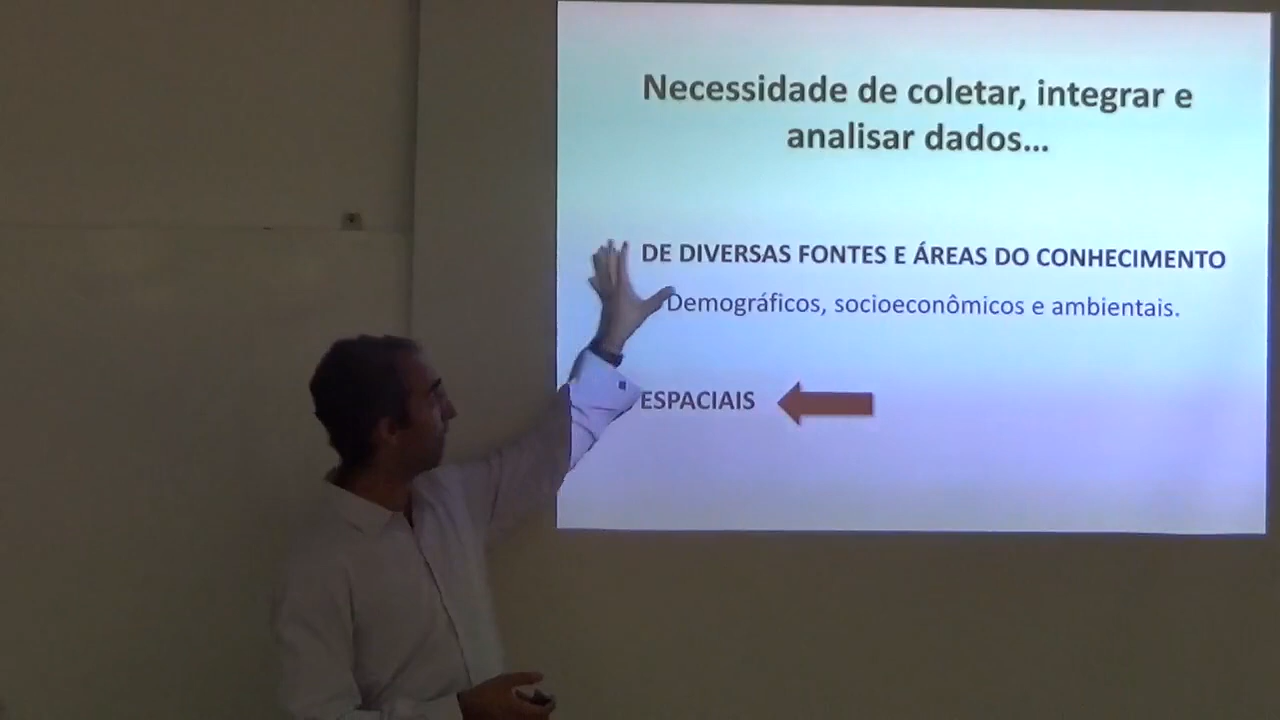 Necessidade de coletar, integrar e
analisar dados...
DE DIVERSAS FONTES E ÁREAS DO CONHECIMENTO
Demográficos, socioeconômicos e ambientais.
ESPACIAIS